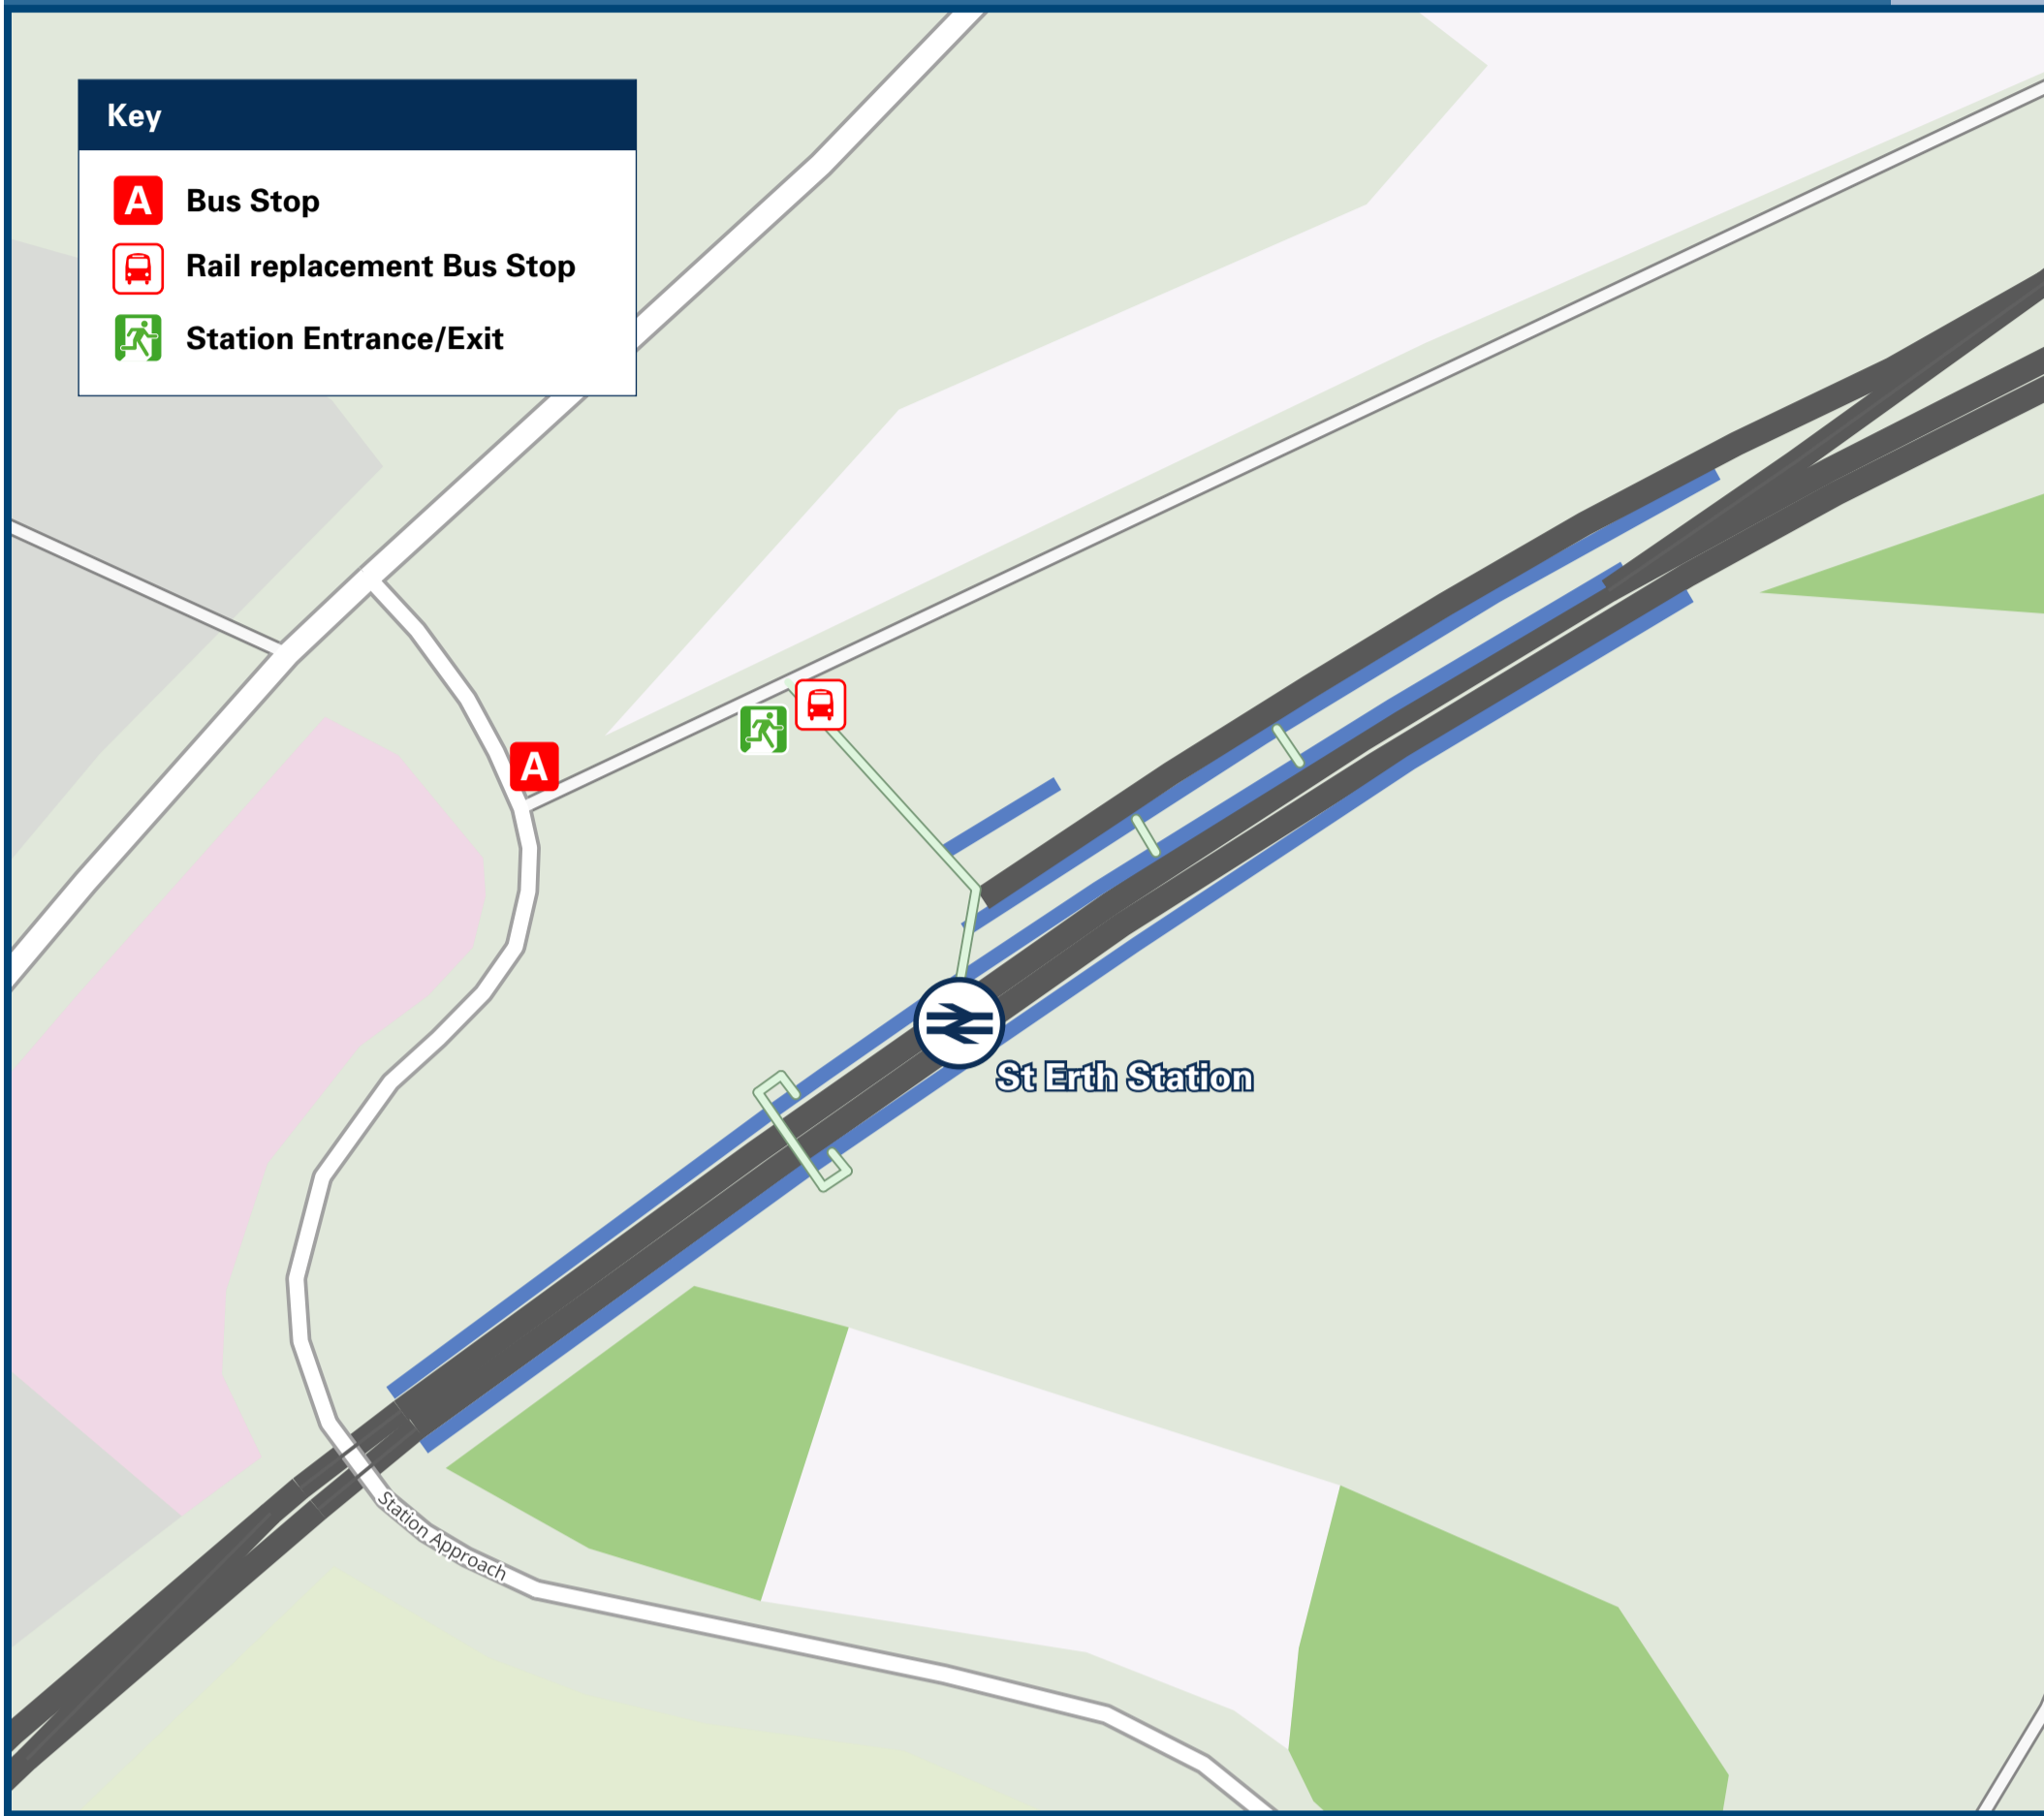 Key
A
Bus Stop
Rail replacement Bus Stop
Station Entrance/Exit
A
St Erth Station
Station Approach